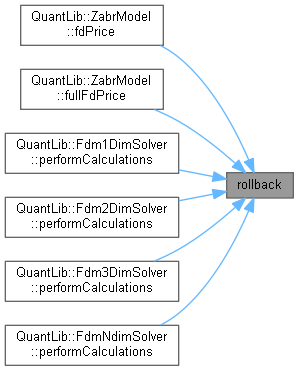 QuantLib::ZabrModel
::fdPrice
QuantLib::ZabrModel
::fullFdPrice
QuantLib::Fdm1DimSolver
::performCalculations
rollback
QuantLib::Fdm2DimSolver
::performCalculations
QuantLib::Fdm3DimSolver
::performCalculations
QuantLib::FdmNdimSolver
::performCalculations